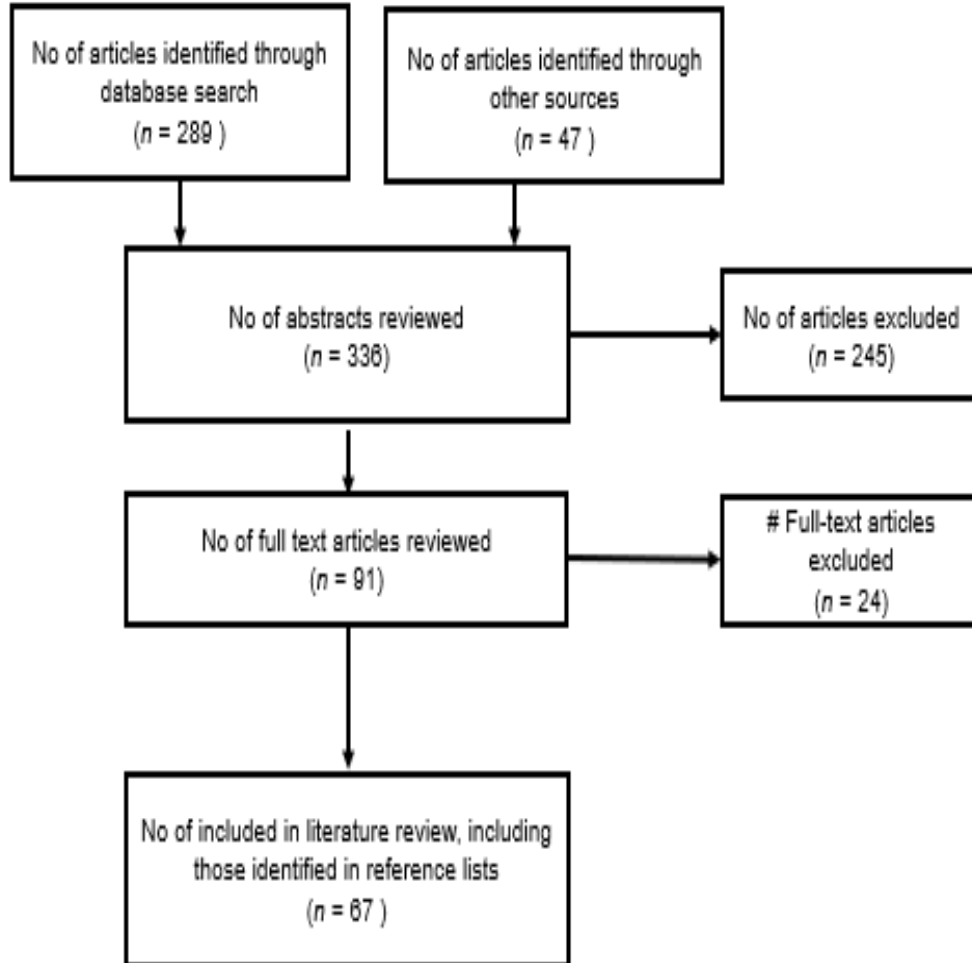 No of articles identified through
database search
(n = 289 )
No of articles identified through
other sources
(n = 47 )
No of abstracts reviewed
(n = 336)
No of articles excluded
(n = 245)
No of full text articles reviewed
(n = 91)
# Full-text articles
excluded
(n = 24)
No of included in literature review, including
those identified in reference lists
(n = 67 )